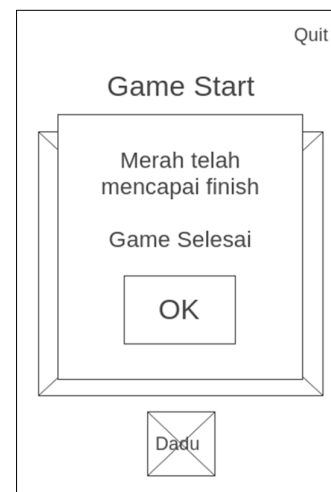 Quit
Game Start
Merah telah
mencapai finish
Game Selesai
OK
Dadu